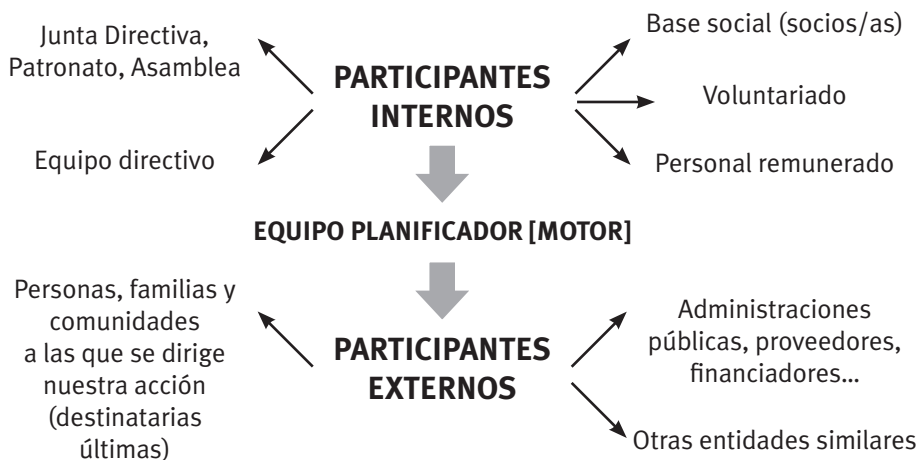 Junta Directiva,
Patronato, Asamblea
Equipo directivo
PARTICIPANTES
INTERNOS
Base social (socios/as)
Voluntariado
Personal remunerado
EQUIPO PLANIFICADOR [MOTOR]
Personas, familias y
comunidades
a las que se dirige
nuestra acción
(destinatarias
últimas)
PARTICIPANTES
EXTERNOS
Administraciones
públicas, proveedores,
financiadores...
Otras entidades similares